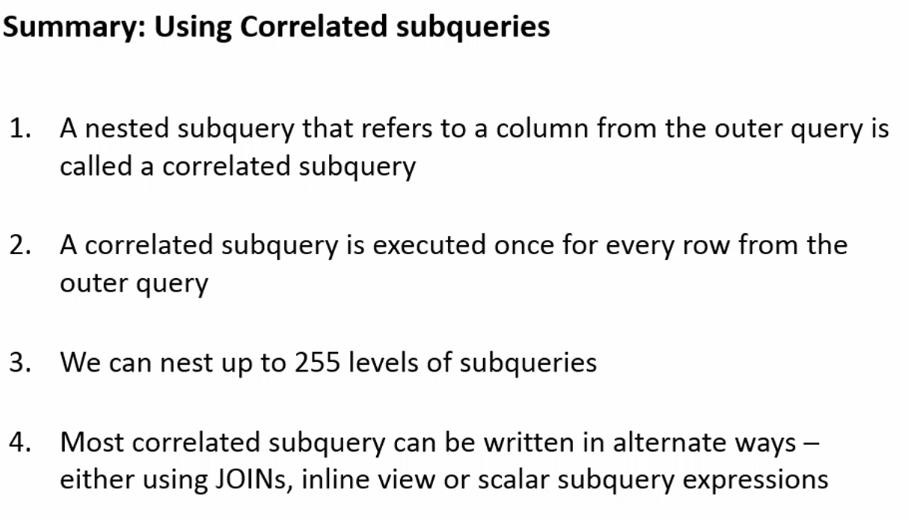 Summary: Using Correlated subqueries
1. A nested subquery that refers to a column from the outer query is
called a correlated subquery
2. A correlated subquery is executed once for every row from the
outer query
3. We can nest up to 255 levels of subqueries
4. Most correlated subquery can be written in alternate ways –
either using JOINs, inline view or scalar subquery expressions